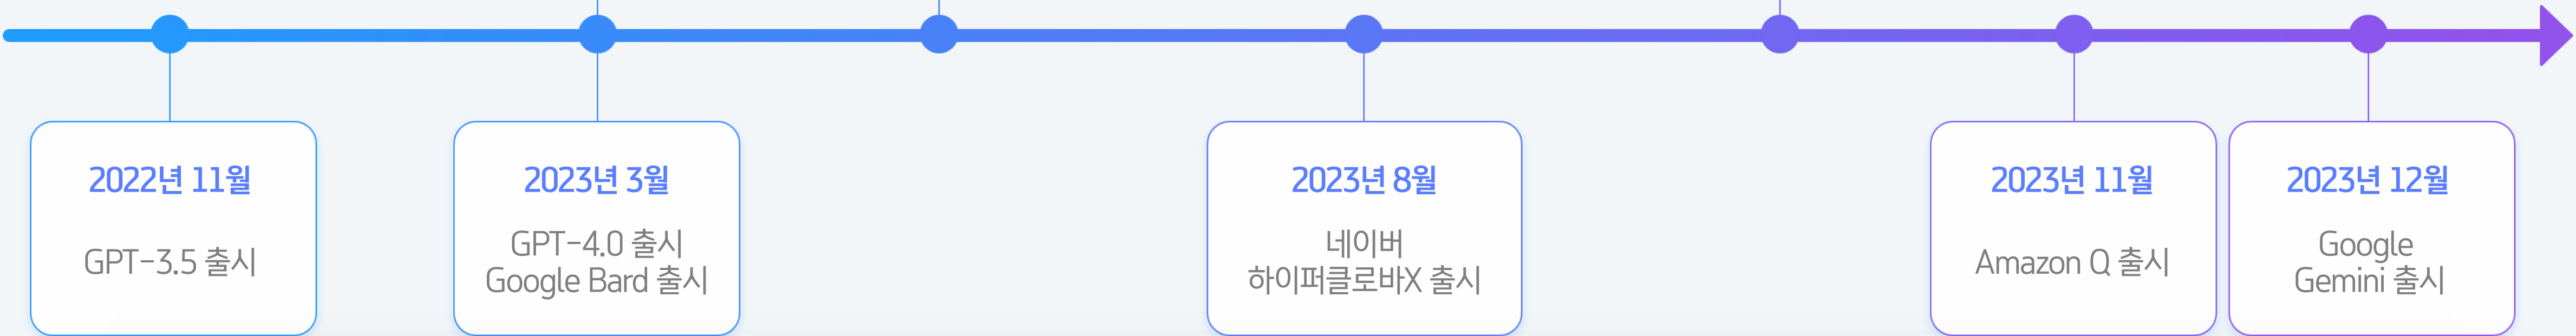 2022년 11월
GPT-3.5 출시
2023년 3월
GPT-4.0 출시
Google Bard 출시
2023년 8월
네이버
하이퍼클로바X 출시
2023년 11월
Amazon Q 출시
2023년 12월
Google
Gemini 출시